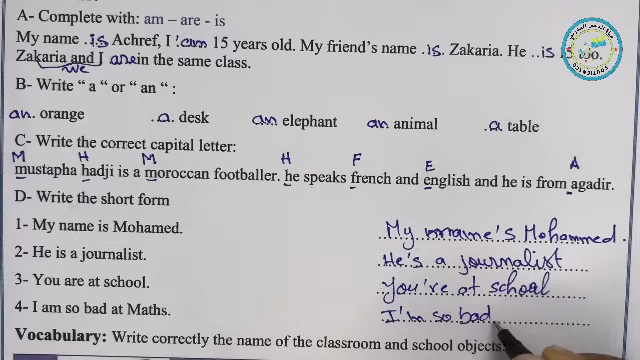 A- Complete with: am – are - is
My name .is Achref, I 'am 15 years old. My friend's name .is. Zakaria. He ..is 15 too.
Zakaria and I are in the same class.
we
B- Write “ a “ or “ an “ :
an. orange .a. desk an elephant an animal .a table
C- Write the correct capital letter:
M H M H F E A
mustapha hadji is a moroccan footballer. he speaks french and english and he is from agadir.
D- Write the short form
1- My name is Mohamed. My name's Mohammed.
2- He is a journalist. He's a journalist
3- You are at school. You're at school
4- I am so bad at Maths. I'm so bad
Vocabulary: Write correctly the name of the classroom and school objects: